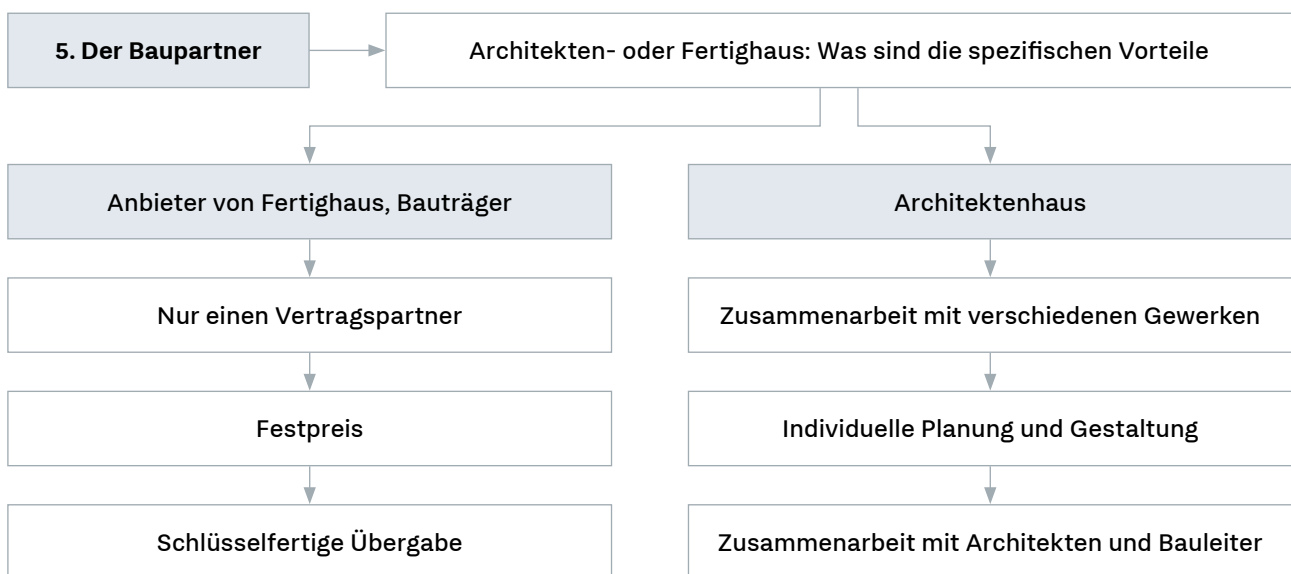 5. Der Baupartner
Architekten- oder Fertighaus: Was sind die spezifischen Vorteile
Anbieter von Fertighaus, Bauträger
Architektenhaus
Nur einen Vertragspartner
Zusammenarbeit mit verschiedenen Gewerken
Festpreis
Individuelle Planung und Gestaltung
Schlüsselfertige Übergabe
Zusammenarbeit mit Architekten und Bauleiter